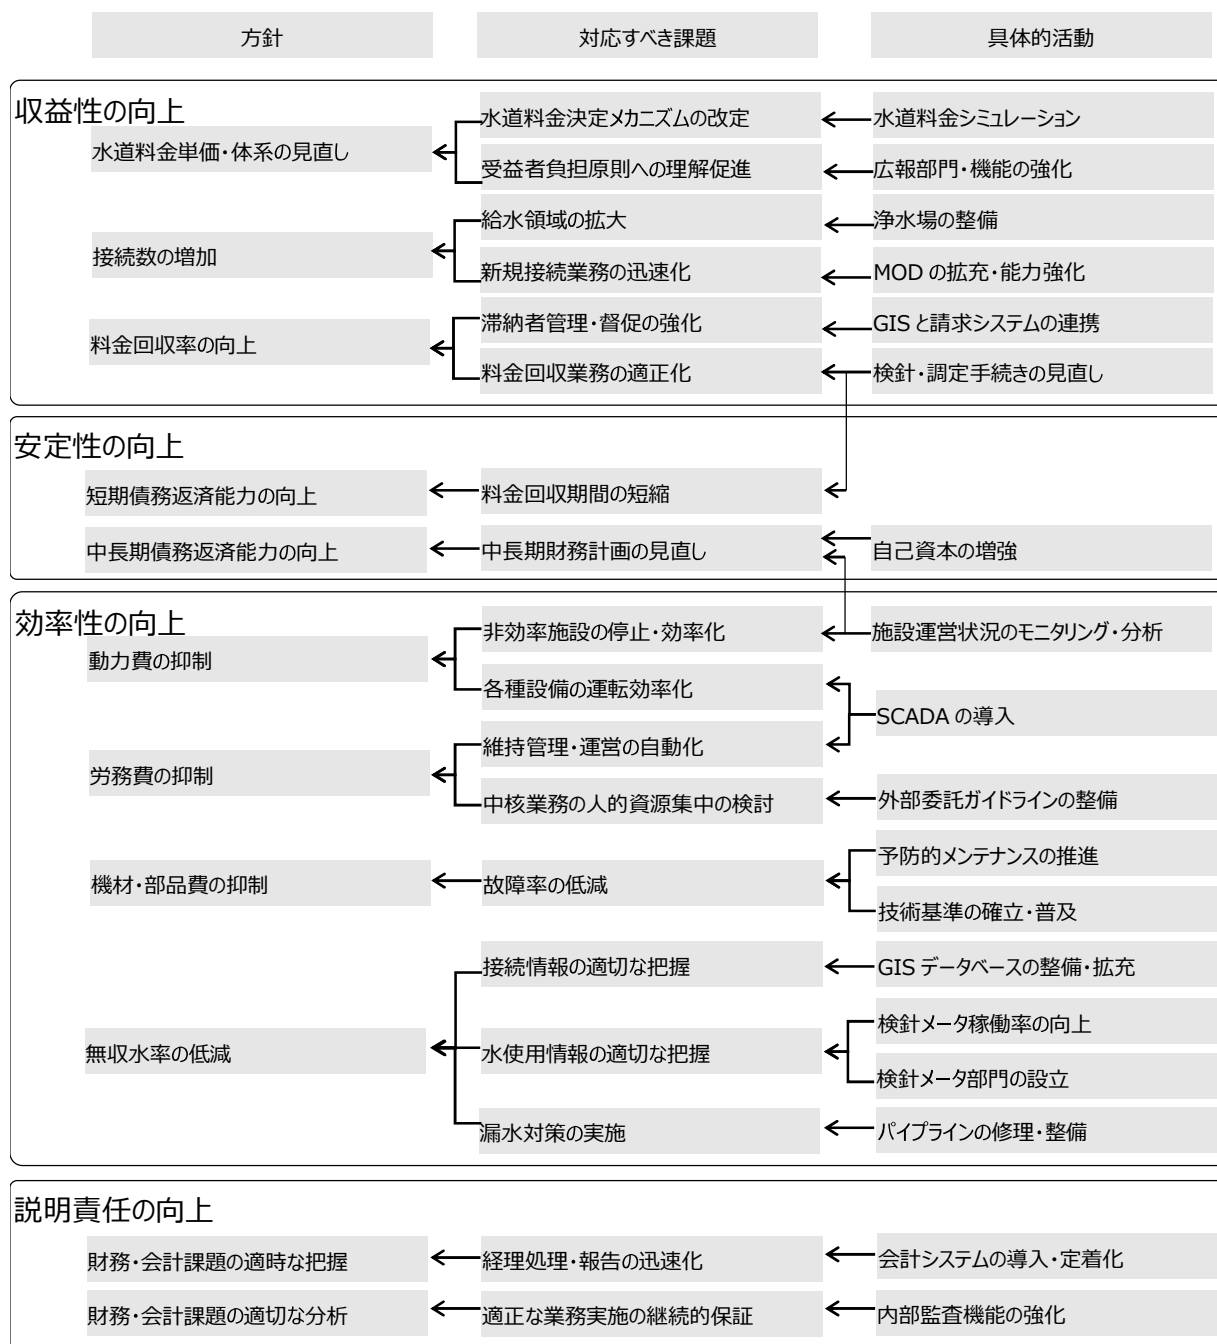 方針
対応すべき課題
具体的活動
収益性の向上
水道料金単価・体系の見直し
水道料金決定メカニズムの改定
水道料金シミュレーション
受益者負担原則への理解促進
広報部門・機能の強化
接続数の増加
給水領域の拡大
浄水場の整備
新規接続業務の迅速化
MOD の拡充・能力強化
料金回収率の向上
滞納者管理・督促の強化
GIS と請求システムの連携
料金回収業務の適正化
検針・調定手続きの見直し
安定性の向上
短期債務返済能力の向上
料金回収期間の短縮
中長期債務返済能力の向上
中長期財務計画の見直し
自己資本の増強
効率性の向上
動力費の抑制
非効率施設の停止・効率化
施設運営状況のモニタリング・分析
各種設備の運転効率化
SCADA の導入
労務費の抑制
維持管理・運営の自動化
中核業務の人的資源集中の検討
外部委託ガイドラインの整備
機材・部品費の抑制
故障率の低減
予防的メンテナンスの推進
技術基準の確立・普及
無収水率の低減
接続情報の適切な把握
GIS データベースの整備・拡充
水使用情報の適切な把握
検針メータ稼働率の向上
検針メータ部門の設立
漏水対策の実施
パイプラインの修理・整備
説明責任の向上
財務・会計課題の適時な把握
経理処理・報告の迅速化
会計システムの導入・定着化
財務・会計課題の適切な分析
適正な業務実施の継続的保証
内部監査機能の強化